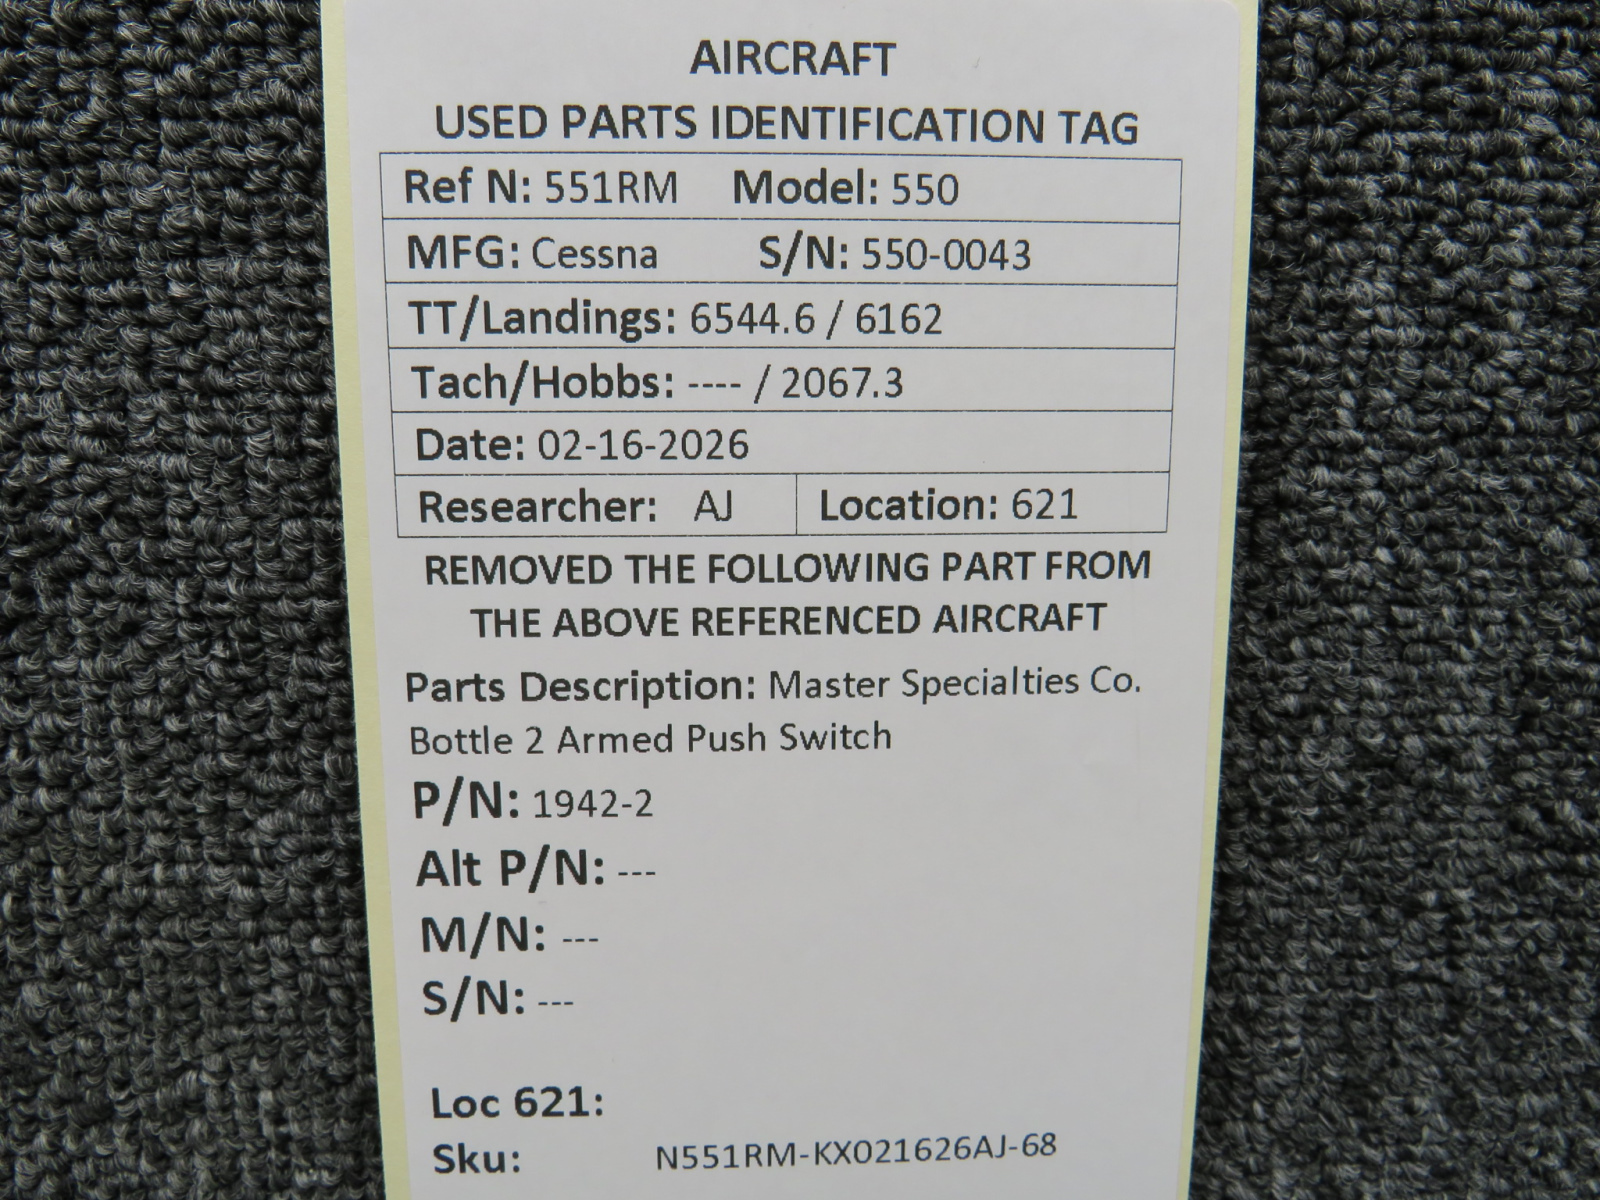 AIRCRAFT
USED PARTS IDENTIFICATION TAG
Ref N: 551RM Model: 550
MFG: Cessna S/N: 550-0043
TT/Landings: 6544.6 / 6162
Tach/Hobbs: ---- / 2067.3
Date: 02-16-2026
Researcher: AJ Location: 621
REMOVED THE FOLLOWING PART FROM
THE ABOVE REFERENCED AIRCRAFT
Parts Description: Master Specialties Co.
Bottle 2 Armed Push Switch
P/N: 1942-2
Alt P/N: ---
M/N: ---
S/N: ---
Loc 621:
Sku: N551RM-KX021626AJ-68